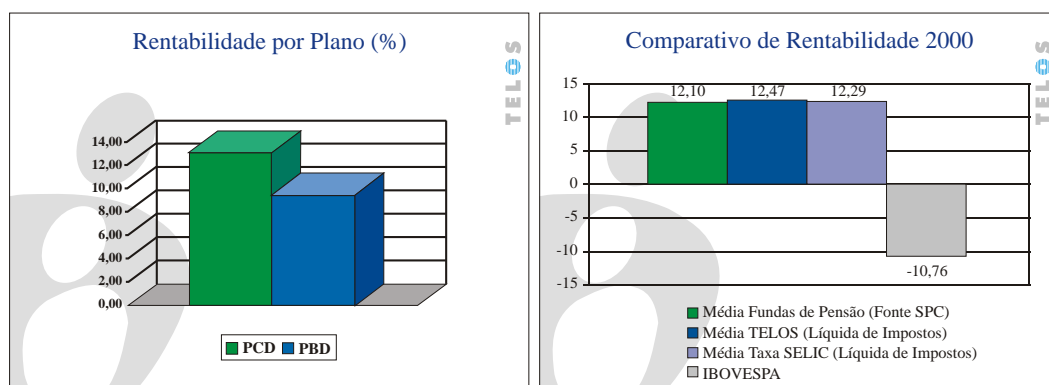 Rentabilidade por Plano (%)
TELOS
14,00
12,00
10,00
8,00
6,00
4,00
2,00
0,00
PCD PBD
Comparativo de Rentabilidade 2000
TELOS
15
10
5
0
-5
-10
-15
12,10 12,47 12,29
-10,76
Média Fundas de Pensão (Fonte SPC)
Média TELOS (Líquida de Impostos)
Média Taxa SELIC (Líquida de Impostos)
IBOVESPA